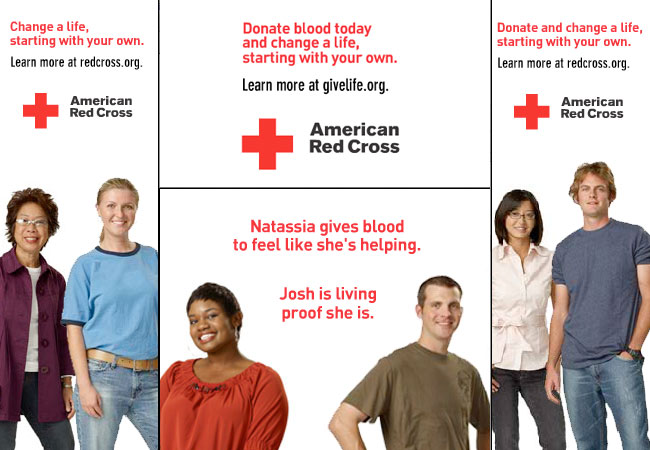 Change a life,
starting with your own.
Learn more at redcross.org.
American
Red Cross
Donate blood today
and change a life,
starting with your own.
Learn more at givelife.org.
American
Red Cross
Natassia gives blood
to feel like she's helping.
Josh is living
proof she is.
Donate and change a life,
starting with your own.
Learn more at redcross.org.
American
Red Cross